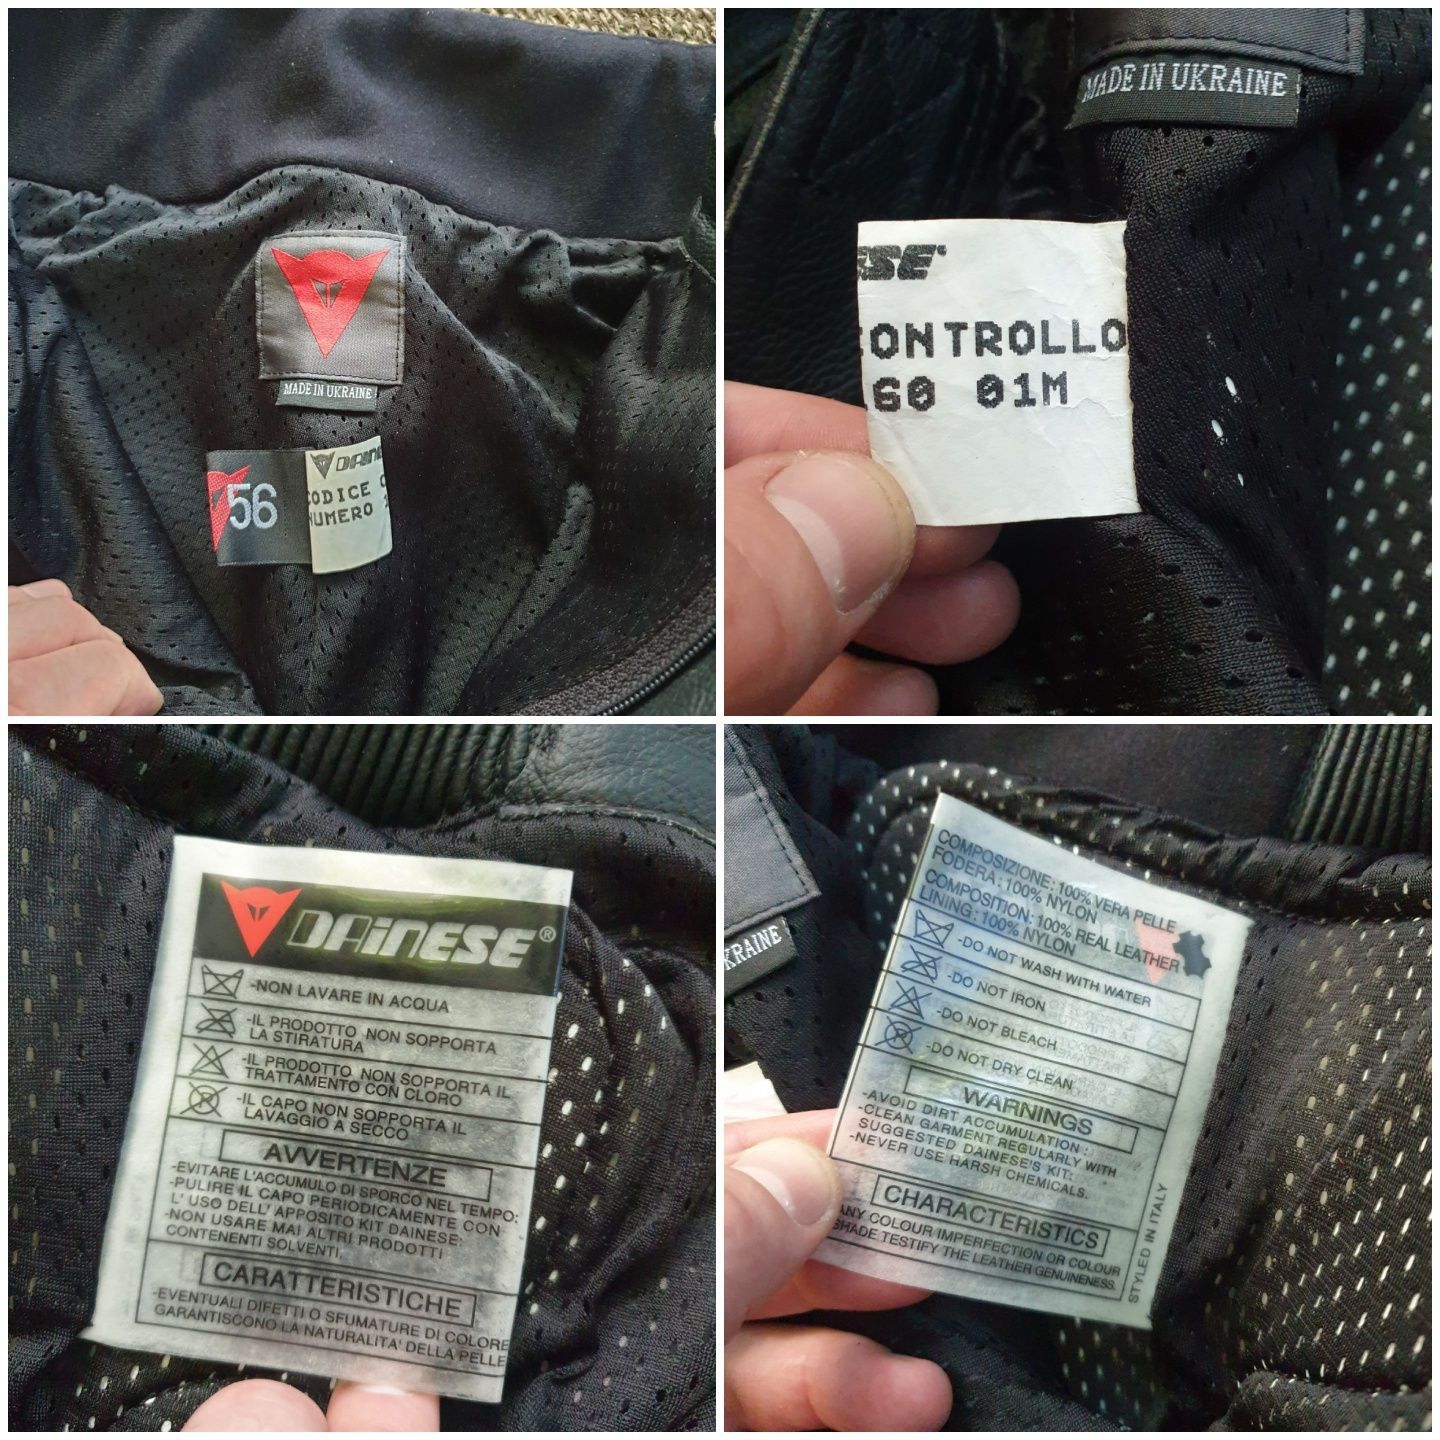 MADE IN UKRAINE
56
DAINE
CODICE C
NUMERO
MADE IN UKRAINE
ESE
CONTROLLO
60 01M
DAINESE®
-NON LAVARE IN ACQUA
-IL PRODOTTO NON SOPPORTA
LA STIRATURA
-IL PRODOTTO NON SOPPORTA IL
TRATTAMENTO CON CLORO
-IL CAPO NON SOPPORTA IL
LAVAGGIO A SECCO
AVVERTENZE
-EVITARE L'ACCUMULO DI SPORCO NEL TEMPO:
-PULIRE IL CAPO PERIODICAMENTE CON
L' USO DELL' APPOSITO KIT DAINESE:
-NON USARE MAI ALTRI PRODOTTI
CONTENENTI SOLVENTI.
CARATTERISTICHE
-EVENTUALI DIFETTI O SFUMATURE DI COLORE
GARANTISCONO LA NATURALITA' DELLA PELLE
KRAINE
COMPOSIZIONE: 100% VERA PELLE
FODERA: 100% NYLON
COMPOSITION: 100% REAL LEATHER
LINING: 100% NYLON
-DO NOT WASH WITH WATER
-DO NOT IRON
-DO NOT BLEACH
-DO NOT DRY CLEAN
WARNINGS
-AVOID DIRT ACCUMULATION :
-CLEAN GARMENT REGULARLY WITH
SUGGESTED DAINESE'S KIT:
-NEVER USE HARSH CHEMICALS.
CHARACTERISTICS
ANY COLOUR IMPERFECTION OR COLOUR
SHADE TESTIFY THE LEATHER GENUINENESS.
STYLED IN ITALY